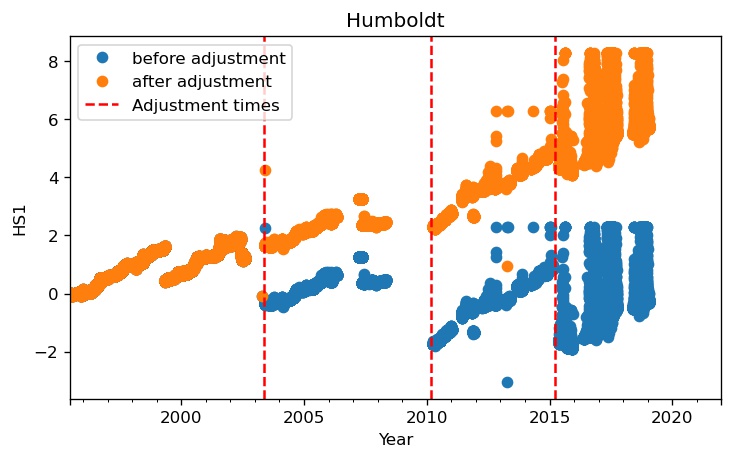 Humboldt
before adjustment
after adjustment
Adjustment times
HS1
8
6
4
2
0
−2
2000 2005 2010 2015 2020
Year